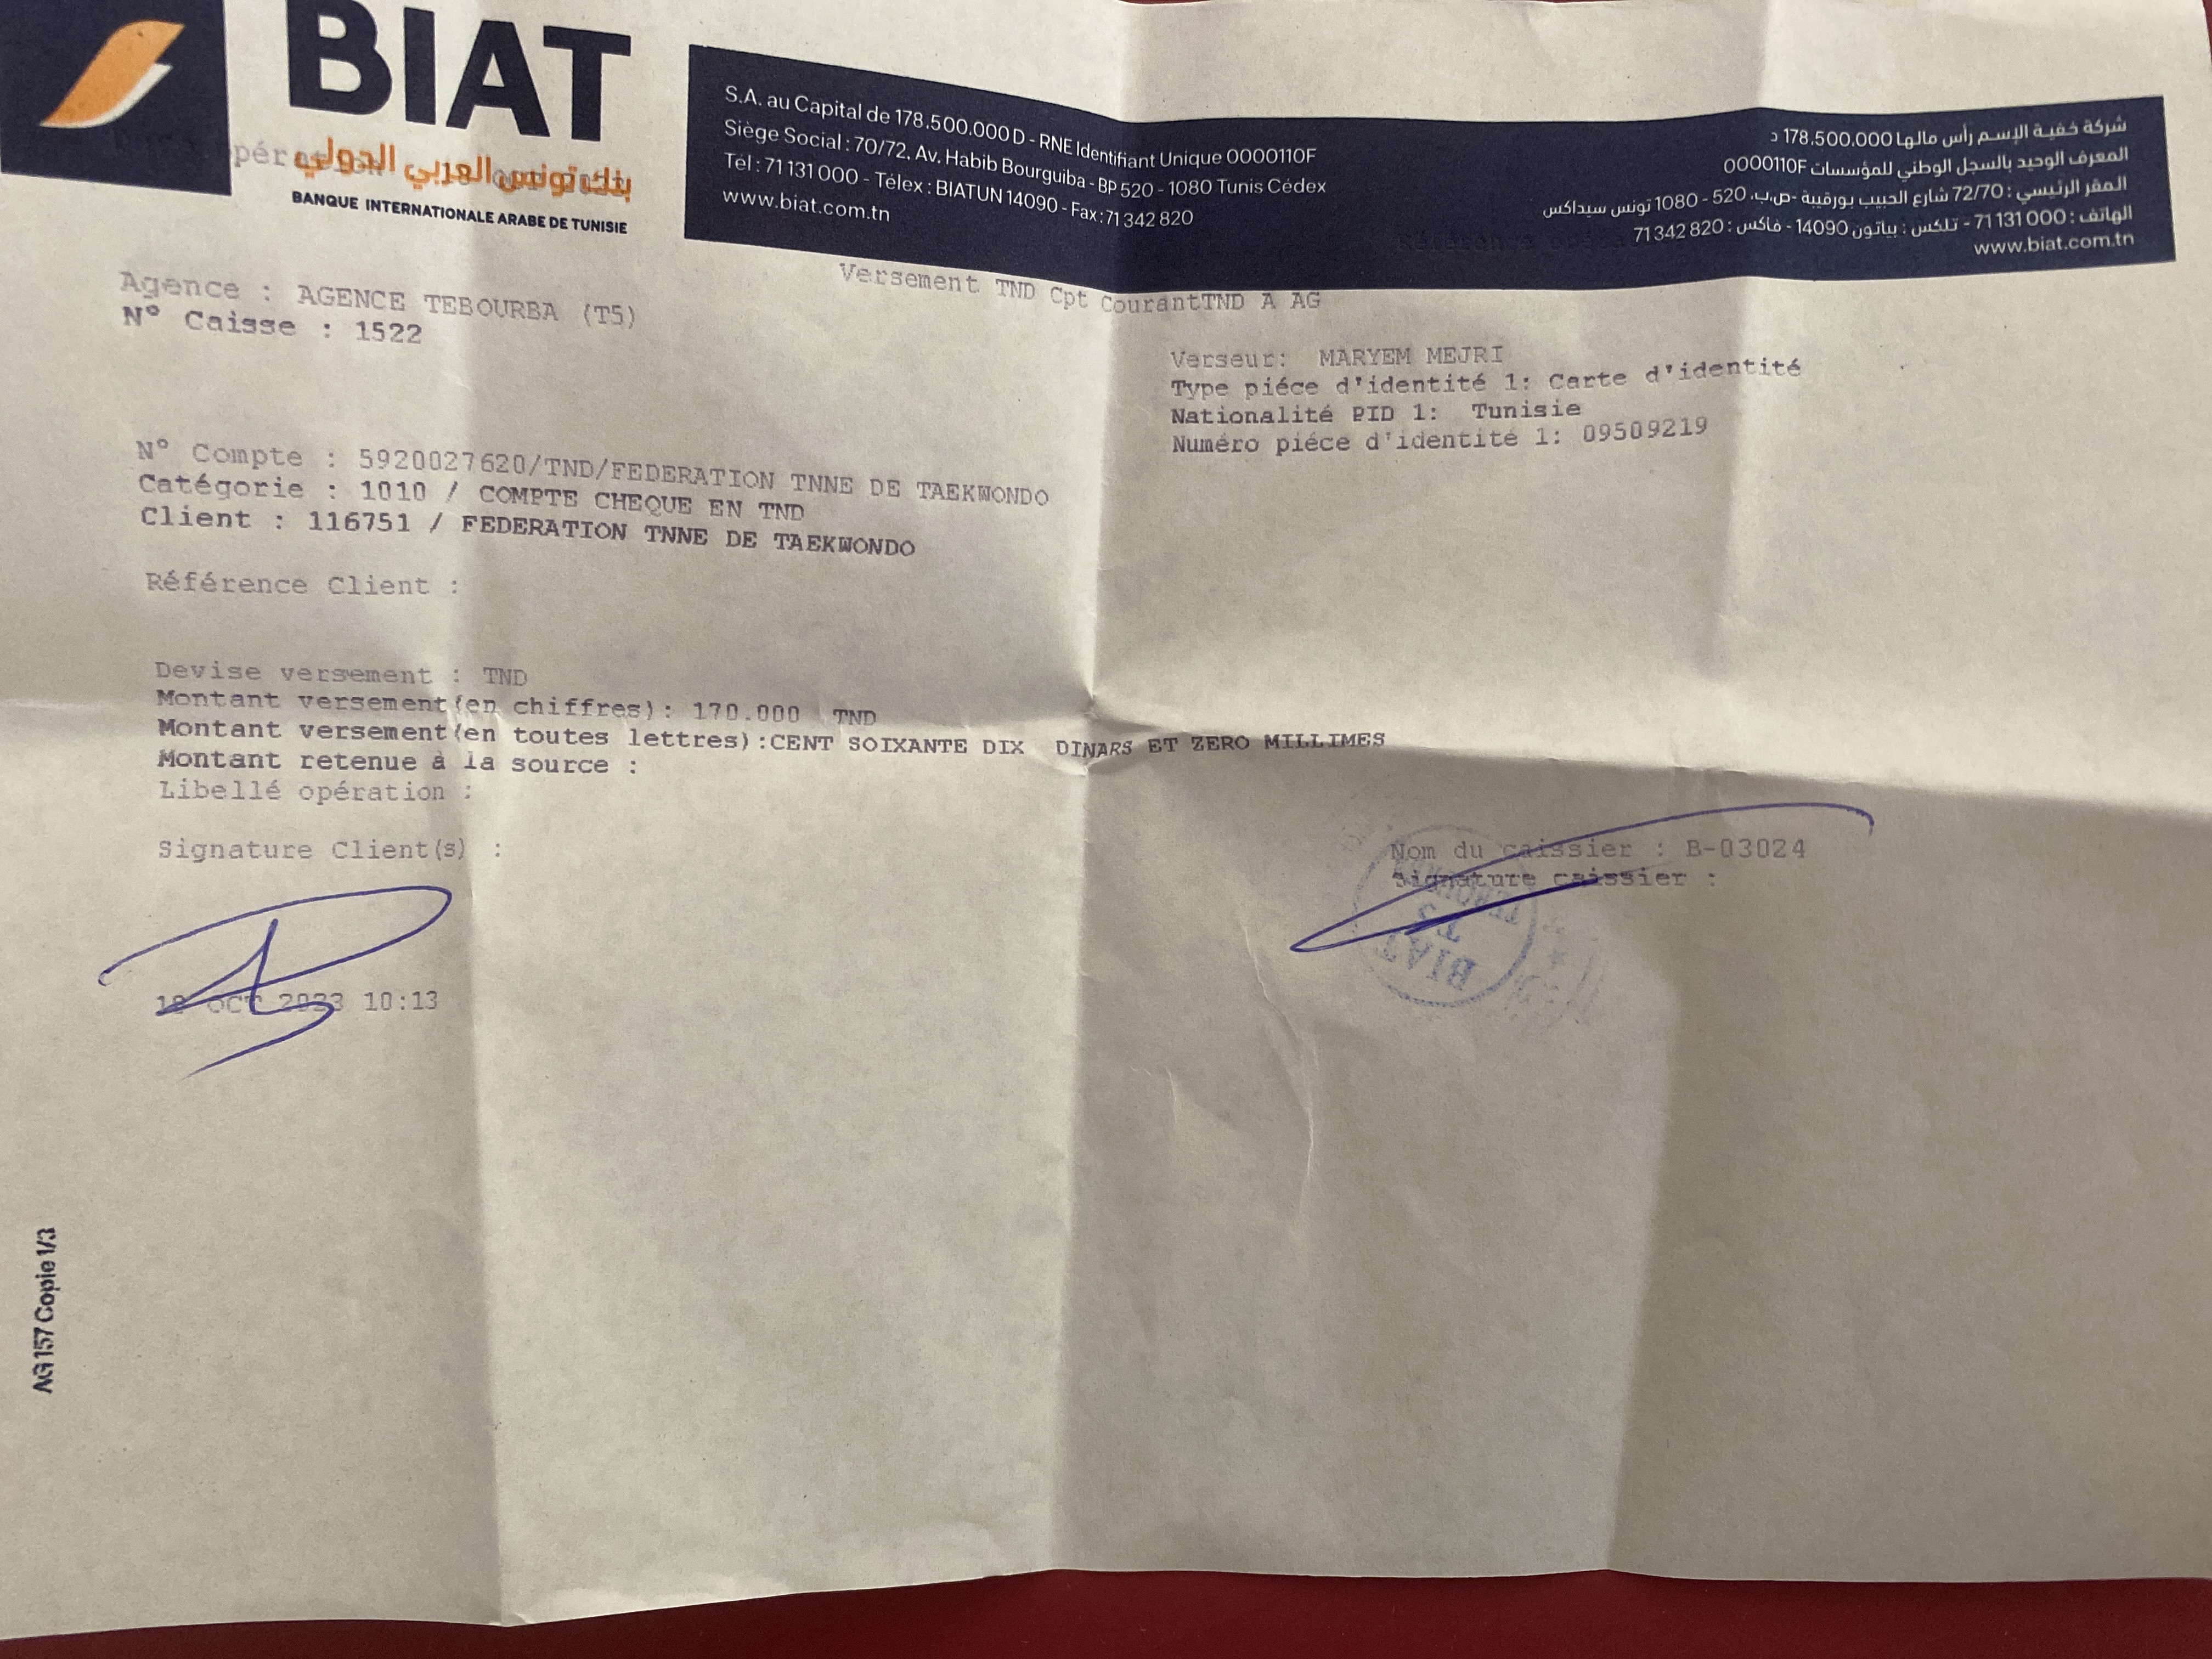 BIAT
بنك تونس العربي الدولي
BANQUE INTERNATIONALE ARABE DE TUNISIE
S.A. au Capital de 178.500.000 D - RNE Identifiant Unique 0000110F
Siège Social : 70/72, Av. Habib Bourguiba - BP 520 - 1080 Tunis Cédex
Tél : 71 131 000 - Télex : BIATUN 14090 - Fax : 71 342 820
www.biat.com.tn
شركة خفية الإسم رأس مالها 178.500.000 د
المعرف الوحيد بالسجل الوطني للمؤسسات 0000110F
المقر الرئيسي : 72/70 شارع الحبيب بورقيبة -ص.ب. 520 - 1080 تونس سيداكس
الهاتف : 71 131 000 - تلكس : بياتون 14090 - فاكس : 71 342 820
www.biat.com.tn
Versement TND Cpt CourantTND A AG
Agence : AGENCE TEBOURBA (T5)
N° Caisse : 1522
Verseur: MARYEM MEJRI
Type piéce d'identité 1: Carte d'identité
Nationalité PID 1: Tunisie
Numéro piéce d'identité 1: 09509219
N° Compte : 5920027620/TND/FEDERATION TNNE DE TAEKWONDO
Catégorie : 1010 / COMPTE CHEQUE EN TND
Client : 116751 / FEDERATION TNNE DE TAEKWONDO
Référence Client :
Devise versement : TND
Montant versement(en chiffres): 170.000 TND
Montant versement(en toutes lettres):CENT SOIXANTE DIX DINARS ET ZERO MILLIMES
Montant retenue à la source :
Libellé opération :
Signature Client(s) :
Nom du caissier : B-03024
Signature caissier :
BIAT
OCT 2023 10:13
AG 157 Copie 1/3